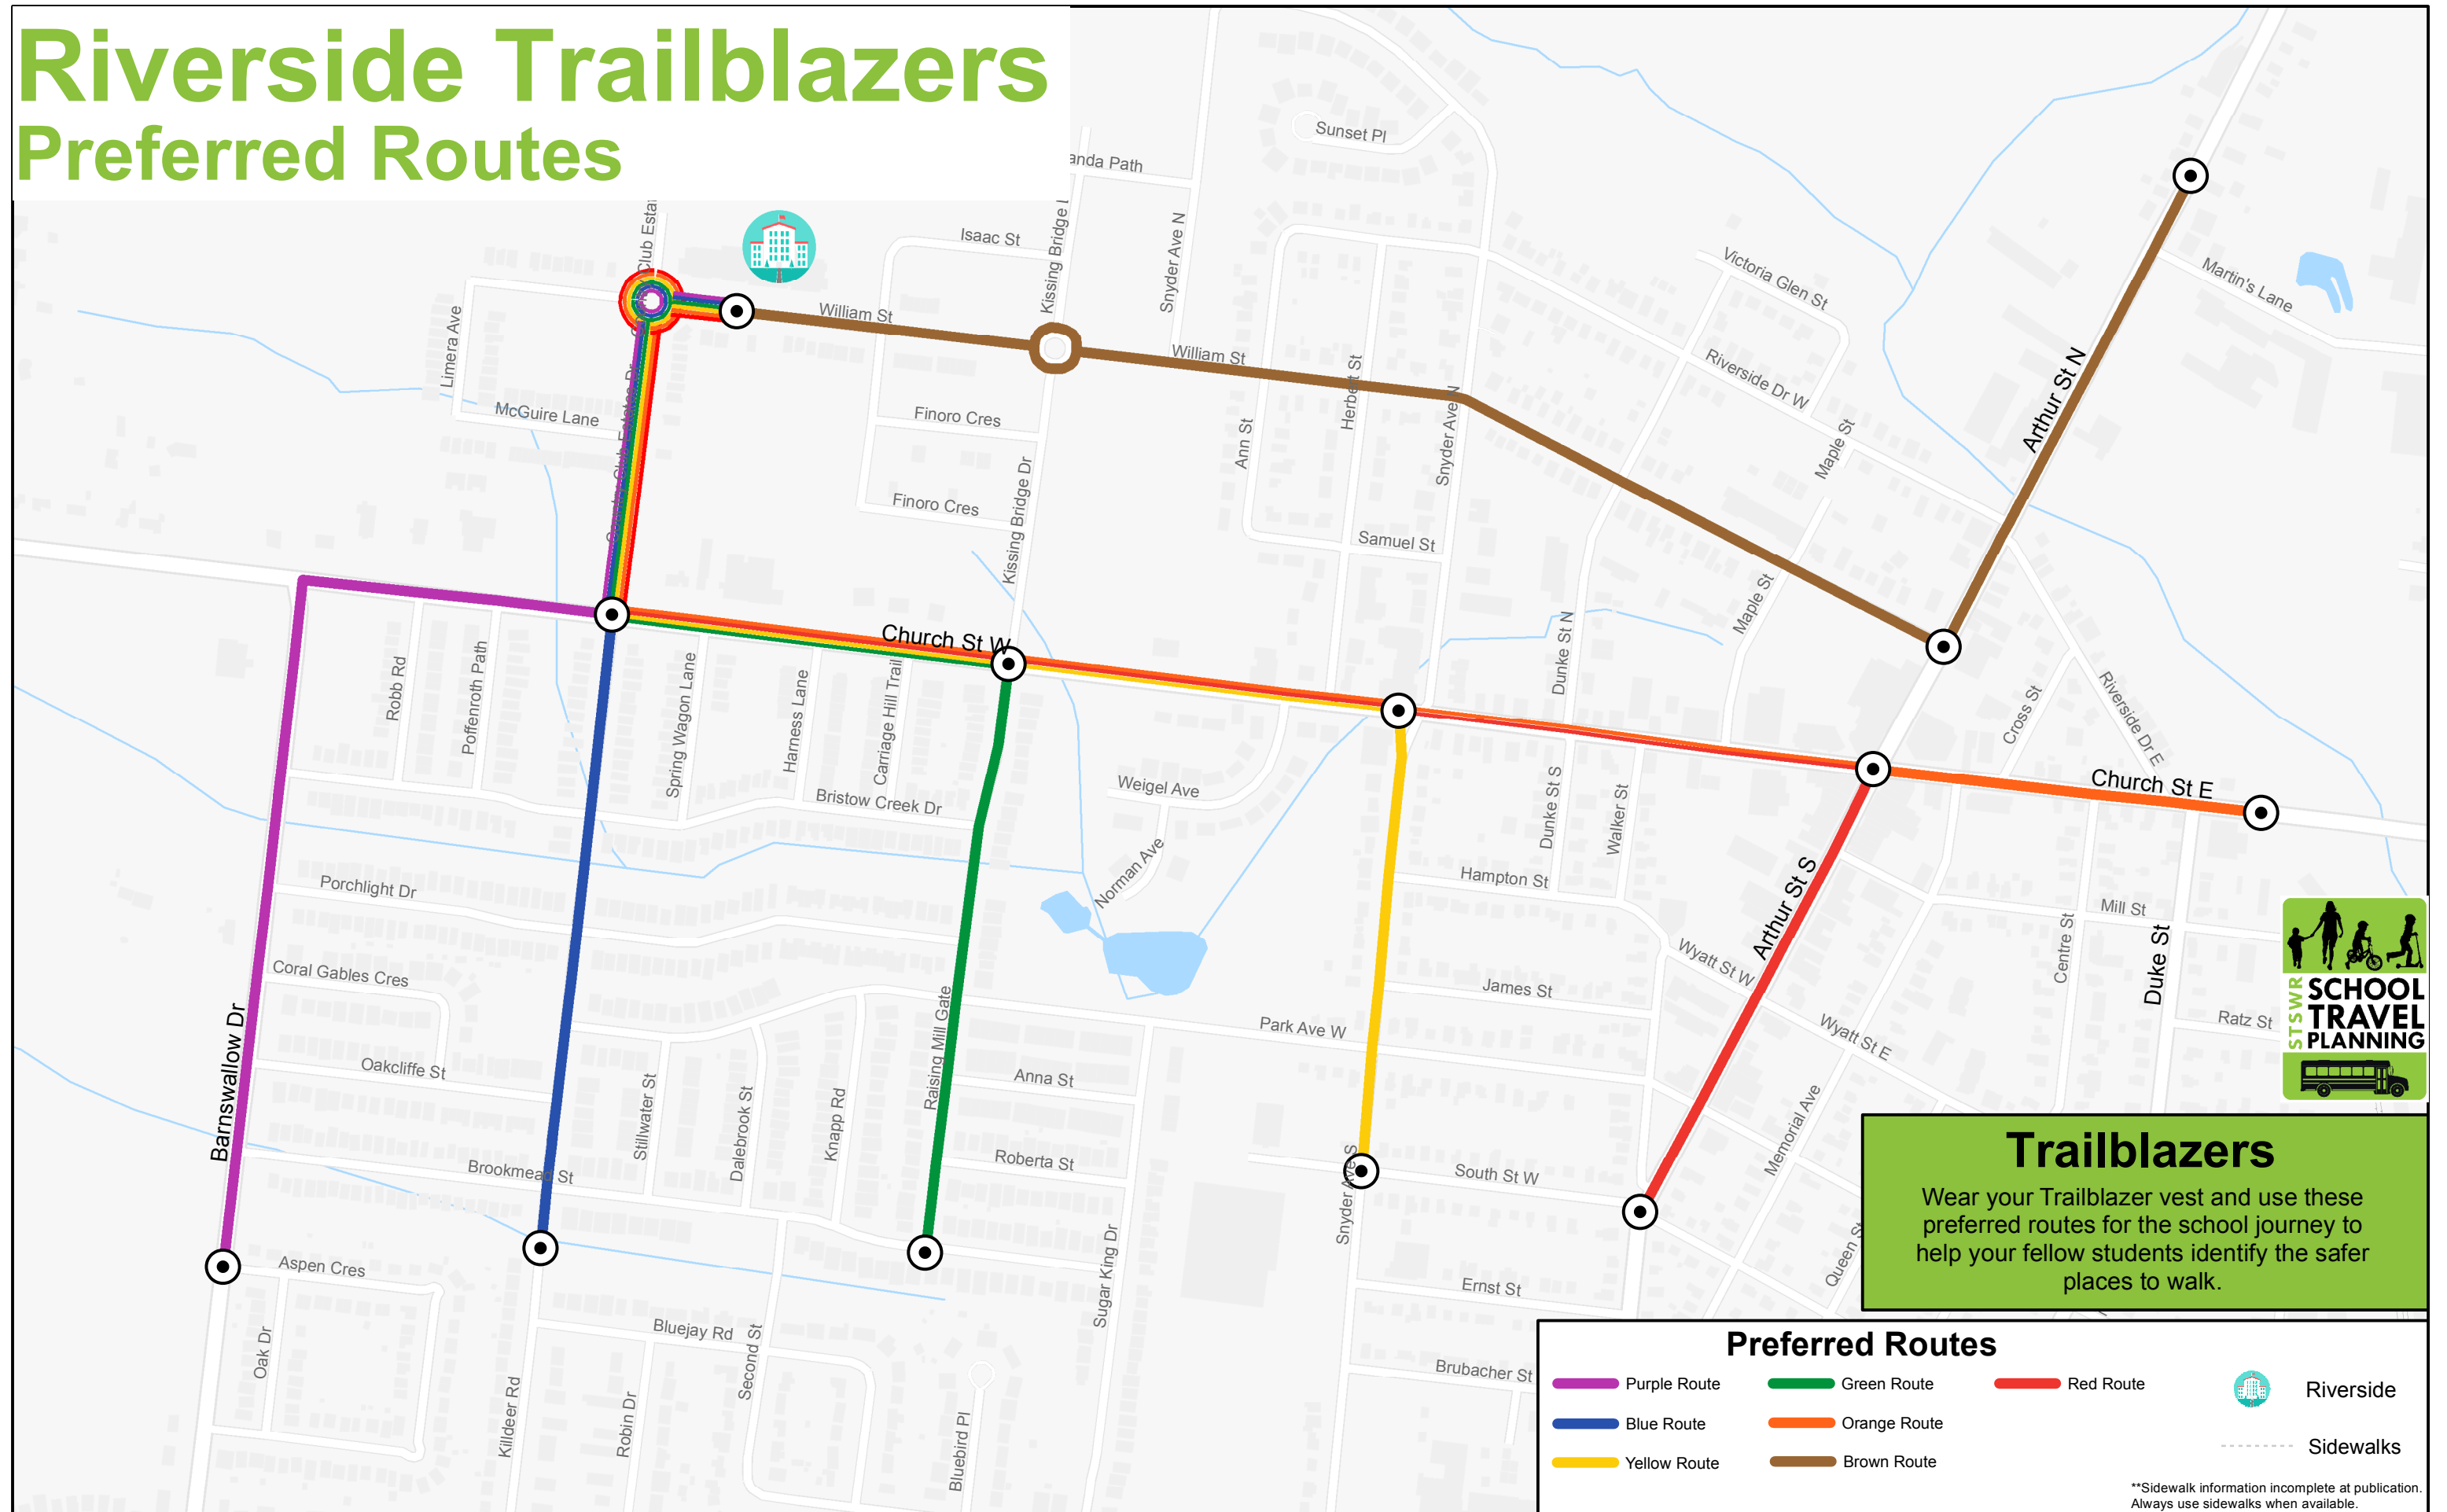 Riverside Trailblazers
Preferred Routes
Sunset Pl
anda Path
Club Estat
Isaac St
Kissing Bridge
Snyder Ave N
Victoria Glen St
Martin's Lane
Limera Ave
William St
William St
Herbert St
Riverside Dr W
Arthur St N
McGuire Lane
Country Club Estates Dr
Finoro Cres
Ann St
Snyder Ave N
Maple St
Finoro Cres
Kissing Bridge Dr
Samuel St
Maple St
Church St W
Dunke St N
Robb Rd
Poffenroth Path
Spring Wagon Lane
Harness Lane
Carriage Hill Trail
Cross St
Riverside Dr E
Weigel Ave
Church St E
Bristow Creek Dr
Dunke St S
Walker St
Norman Ave
Hampton St
Porchlight Dr
Arthur St S
Mill St
Centre St
Duke St
Coral Gables Cres
Wyatt St W
James St
Raising Mill Gate
Park Ave W
Wyatt St E
Ratz St
STSWR
SCHOOL
TRAVEL
PLANNING
Barnswallow Dr
Oakcliffe St
Anna St
Stillwater St
Dalebrook St
Knapp Rd
Memorial Ave
Brookmead St
Roberta St
South St W
Snyder Ave S
Queen St
Trailblazers
Wear your Trailblazer vest and use these
preferred routes for the school journey to
help your fellow students identify the safer
places to walk.
Aspen Cres
Sugar King Dr
Ernst St
Oak Dr
Bluejay Rd
Second St
Brubacher St
Killdeer Rd
Robin Dr
Bluebird Pl
Preferred Routes
Purple Route
Green Route
Red Route
Riverside
Blue Route
Orange Route
Sidewalks
Yellow Route
Brown Route
**Sidewalk information incomplete at publication.
Always use sidewalks when available.